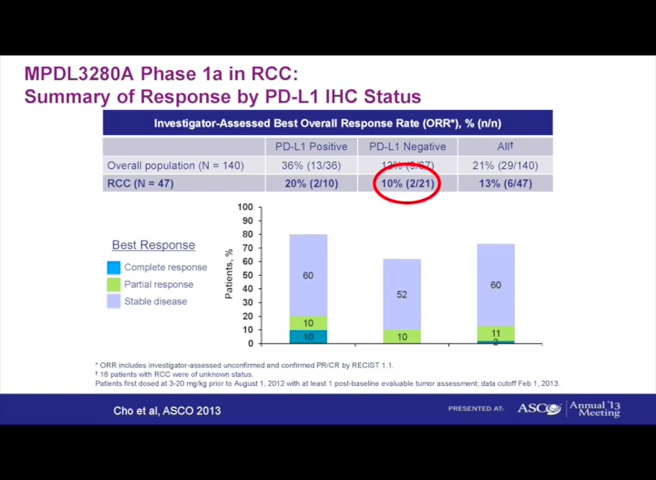 MPDL3280A Phase 1a in RCC:
Summary of Response by PD-L1 IHC Status
Investigator-Assessed Best Overall Response Rate (ORR*), % (n/n)
PD-L1 Positive PD-L1 Negative All†
Overall population (N = 140) 36% (13/36) 13% (9/67) 21% (29/140)
RCC (N = 47) 20% (2/10) 10% (2/21) 13% (6/47)
Best Response
Complete response
Partial response
Stable disease
Patients, %
100
90
80
70
60
50
40
30
20
10
0
60
10
10
52
10
60
11
2
* ORR includes investigator-assessed unconfirmed and confirmed PR/CR by RECIST 1.1.
† 16 patients with RCC were of unknown status.
Patients first dosed at 3-20 mg/kg prior to August 1, 2012 with at least 1 post-baseline evaluable tumor assessment; data cutoff Feb 1, 2013.
Cho et al, ASCO 2013
PRESENTED AT:
ASCO Annual '13
Meeting